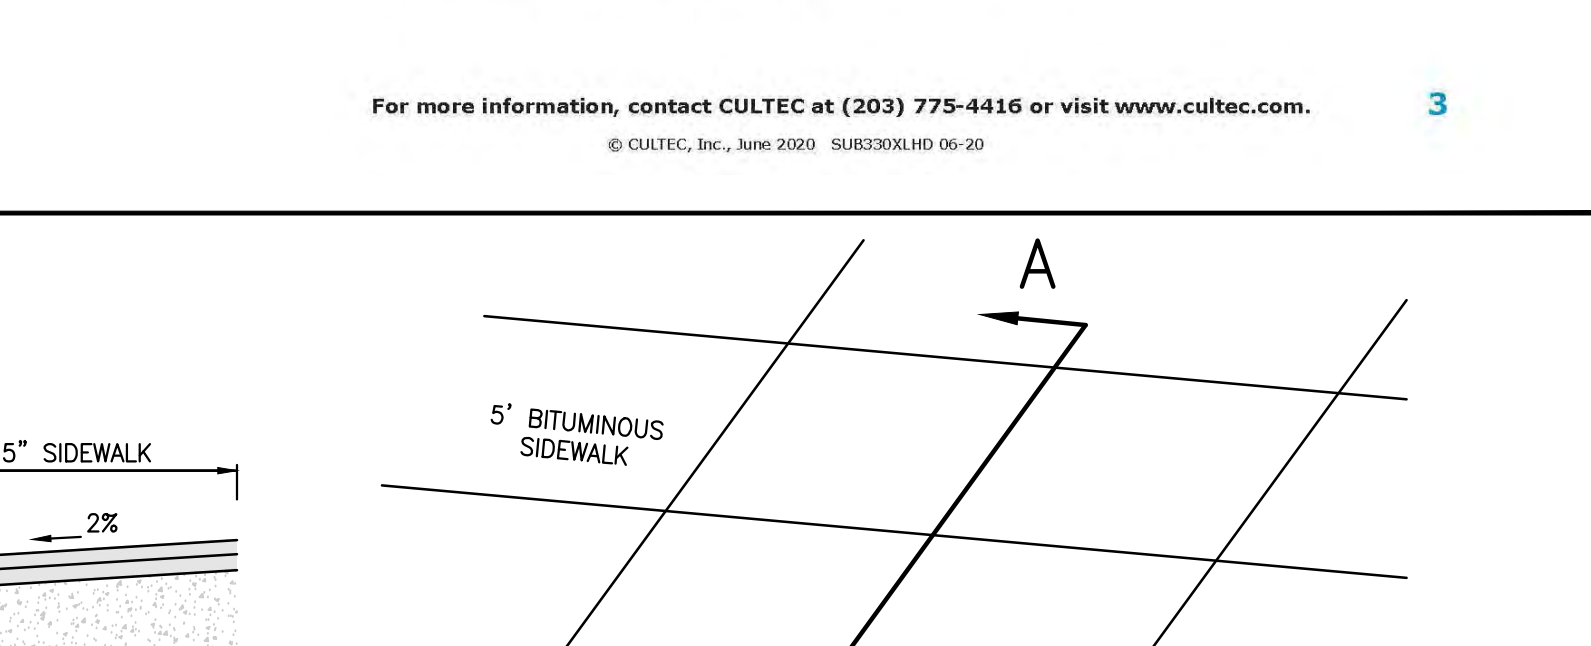 For more information, contact CULTEC at (203) 775-4416 or visit www.cultec.com.
3
© CULTEC, Inc., June 2020 SUB330XLHD 06-20
A
5' BITUMINOUS
SIDEWALK
5" SIDEWALK
2%